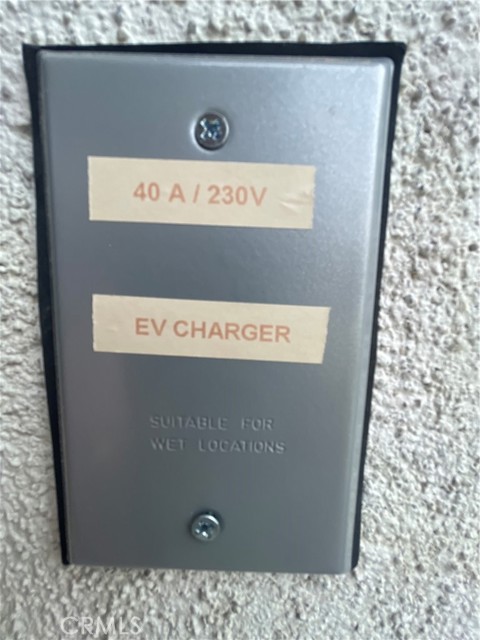 40 A / 230V
EV CHARGER
SUITABLE FOR
WET LOCATIONS
CRMLS